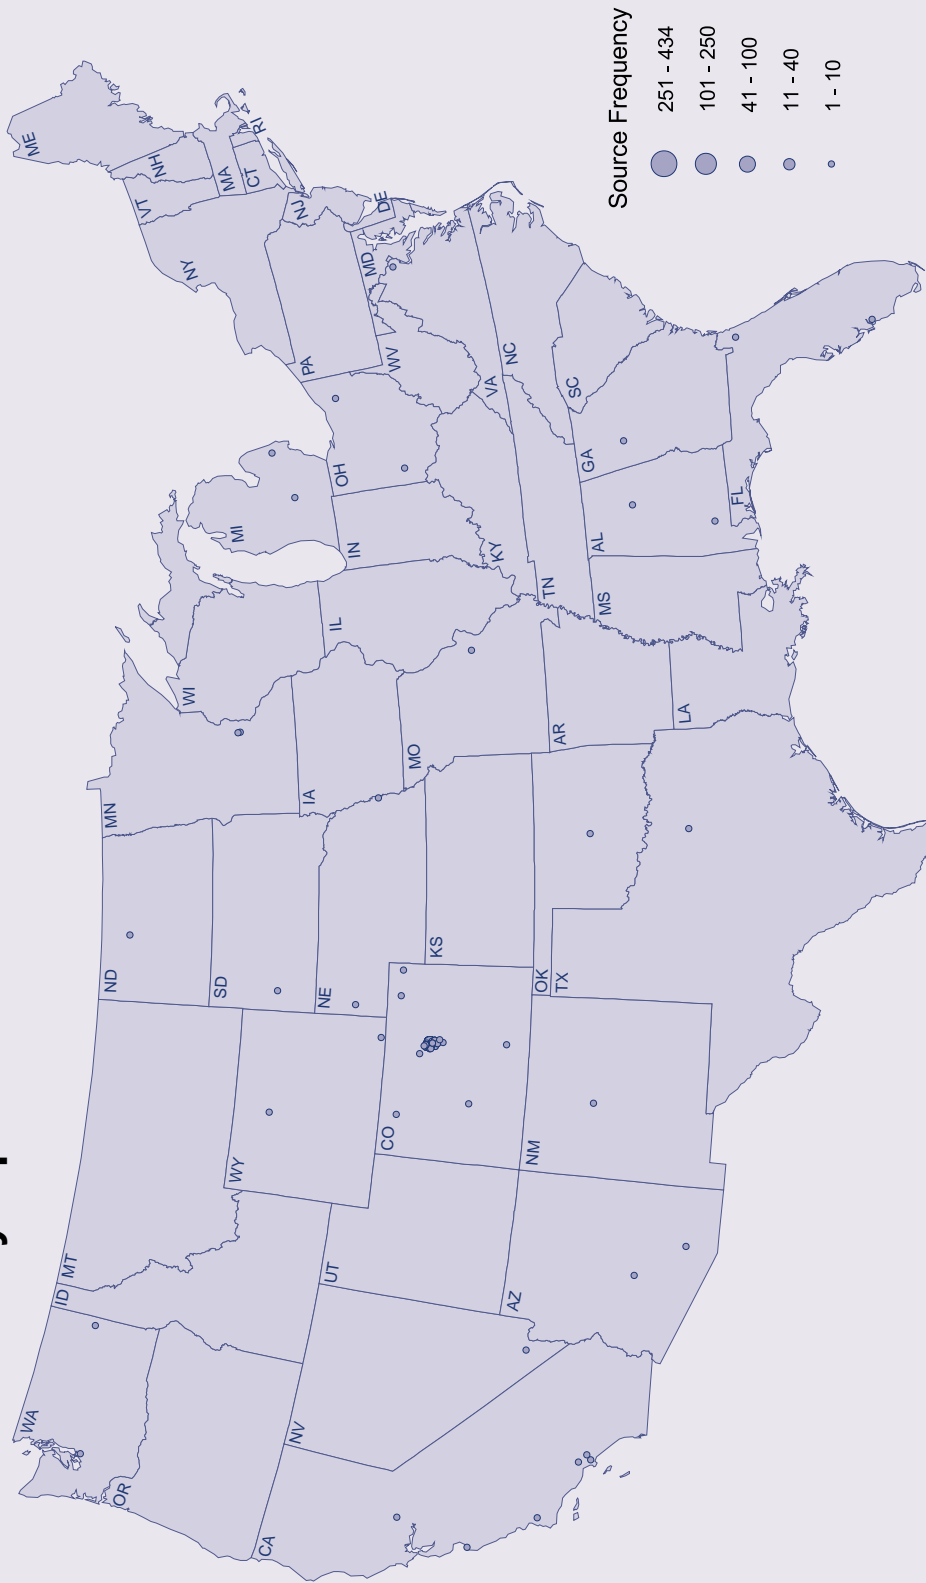 WA
ID
MT
ND
MN
WI
MI
NY
VT
NH
ME
MA
CT
RI
NJ
DE
MD
PA
OH
IN
IL
IA
SD
WY
OR
CA
NV
UT
CO
NE
KS
MO
KY
WV
VA
NC
TN
SC
GA
AL
MS
AR
LA
OK
TX
NM
AZ
FL
Source Frequency
251 - 434
101 - 250
41 - 100
11 - 40
1 - 10